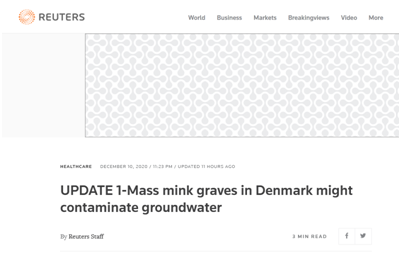 REUTERS
World Business Markets Breakingviews Video More
HEALTHCARE DECEMBER 10, 2020 / 11:23 PM / UPDATED 11 HOURS AGO
UPDATE 1-Mass mink graves in Denmark might
contaminate groundwater
By Reuters Staff 2 MIN READ